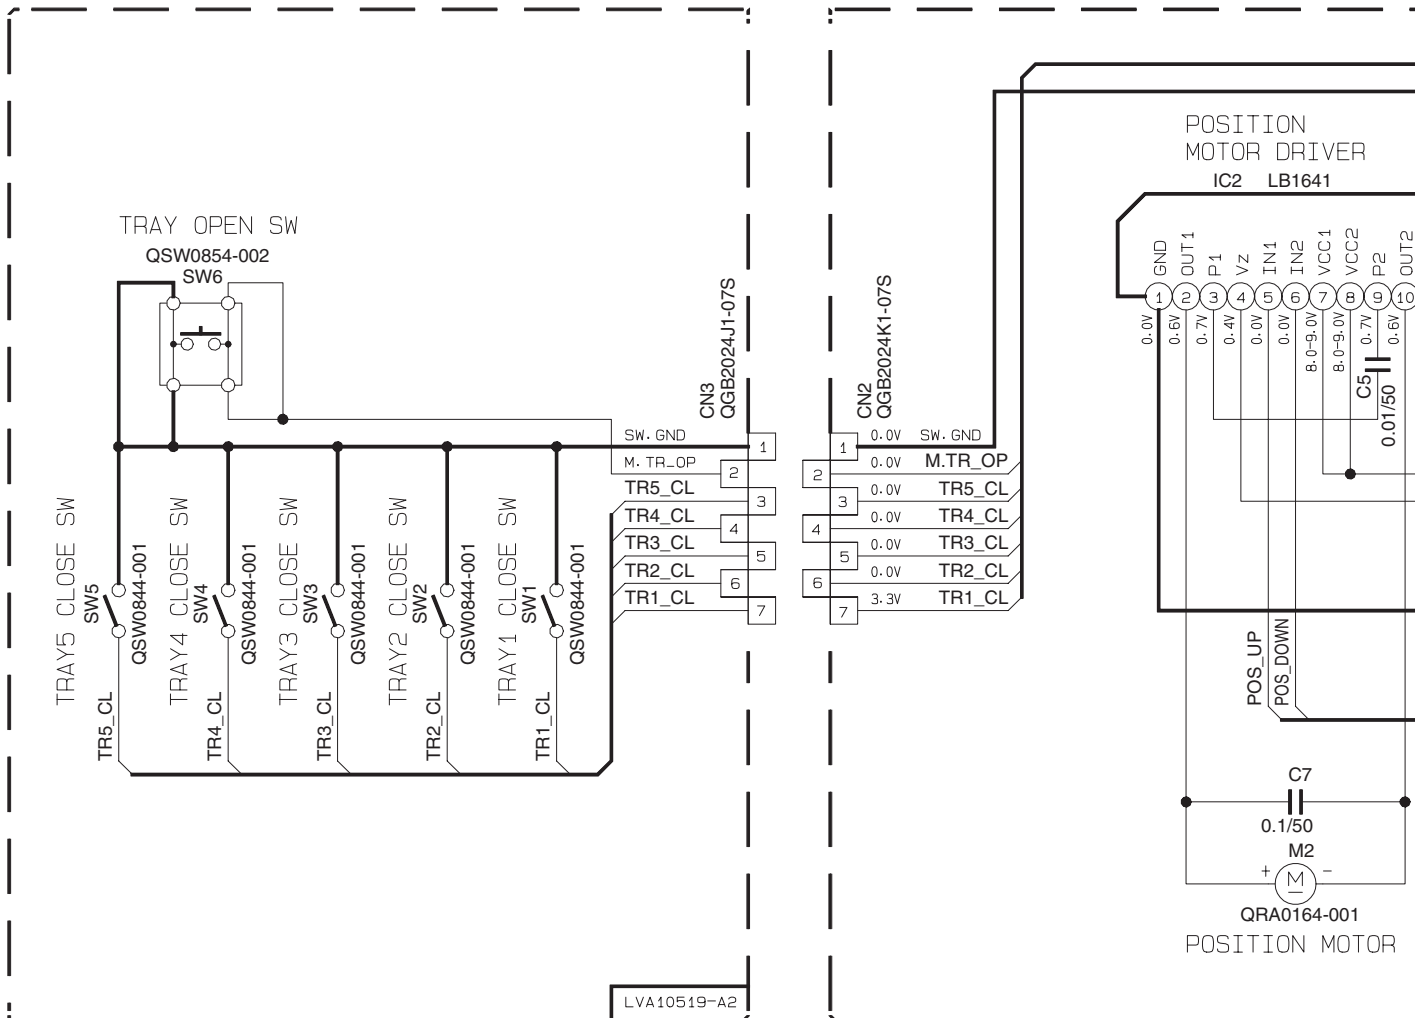 POSITION
MOTOR DRIVER
IC2 LB1641
TRAY OPEN SW
QSW0854-002
SW6
GND
OUT1
P1
Vz
IN1
IN2
VCC1
VCC2
P2
OUT2
1 2 3 4 5 6 7 8 9 10
0.0V
0.6V
0.7V
0.4V
0.0V
0.0V
8.0-9.0V
8.0-9.0V
0.7V
0.6V
C5
0.01/50
CN3
QGB2024J1-07S
CN2
QGB2024K1-07S
SW.GND 1
M.TR_OP 2
TR5_CL 3
TR4_CL 4
TR3_CL 5
TR2_CL 6
TR1_CL 7
1 0.0V SW.GND
2 0.0V M.TR_OP
3 0.0V TR5_CL
4 0.0V TR4_CL
5 0.0V TR3_CL
6 0.0V TR2_CL
7 3.3V TR1_CL
TRAY5 CLOSE SW
SW5
QSW0844-001
TR5_CL
TRAY4 CLOSE SW
SW4
QSW0844-001
TR4_CL
TRAY3 CLOSE SW
SW3
QSW0844-001
TR3_CL
TRAY2 CLOSE SW
SW2
QSW0844-001
TR2_CL
TRAY1 CLOSE SW
SW1
QSW0844-001
TR1_CL
POS_UP
POS_DOWN
C7
0.1/50
M2
+ M -
QRA0164-001
POSITION MOTOR
LVA10519-A2